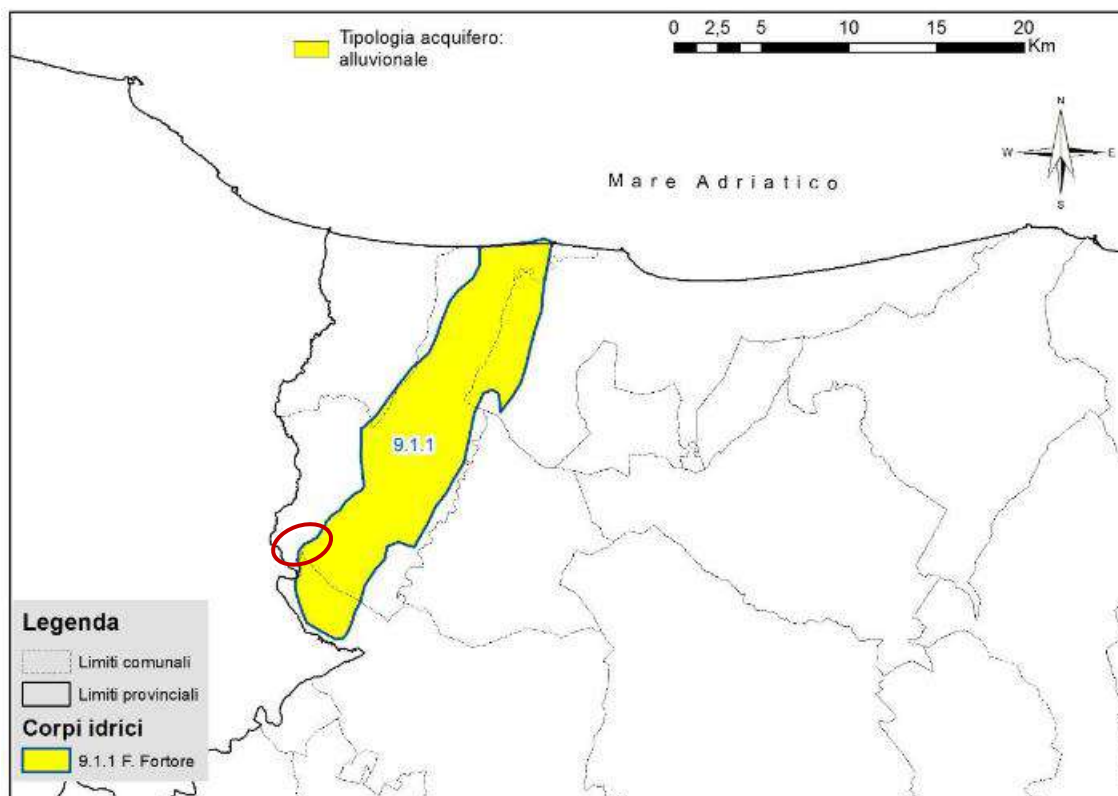 Tipologia acquifero:
alluvionale
0 2,5 5 10 15 20
Km
N
W E
S
Mare Adriatico
9.1.1
Legenda
Limiti comunali
Limiti provinciali
Corpi idrici
9.1.1 F. Fortore